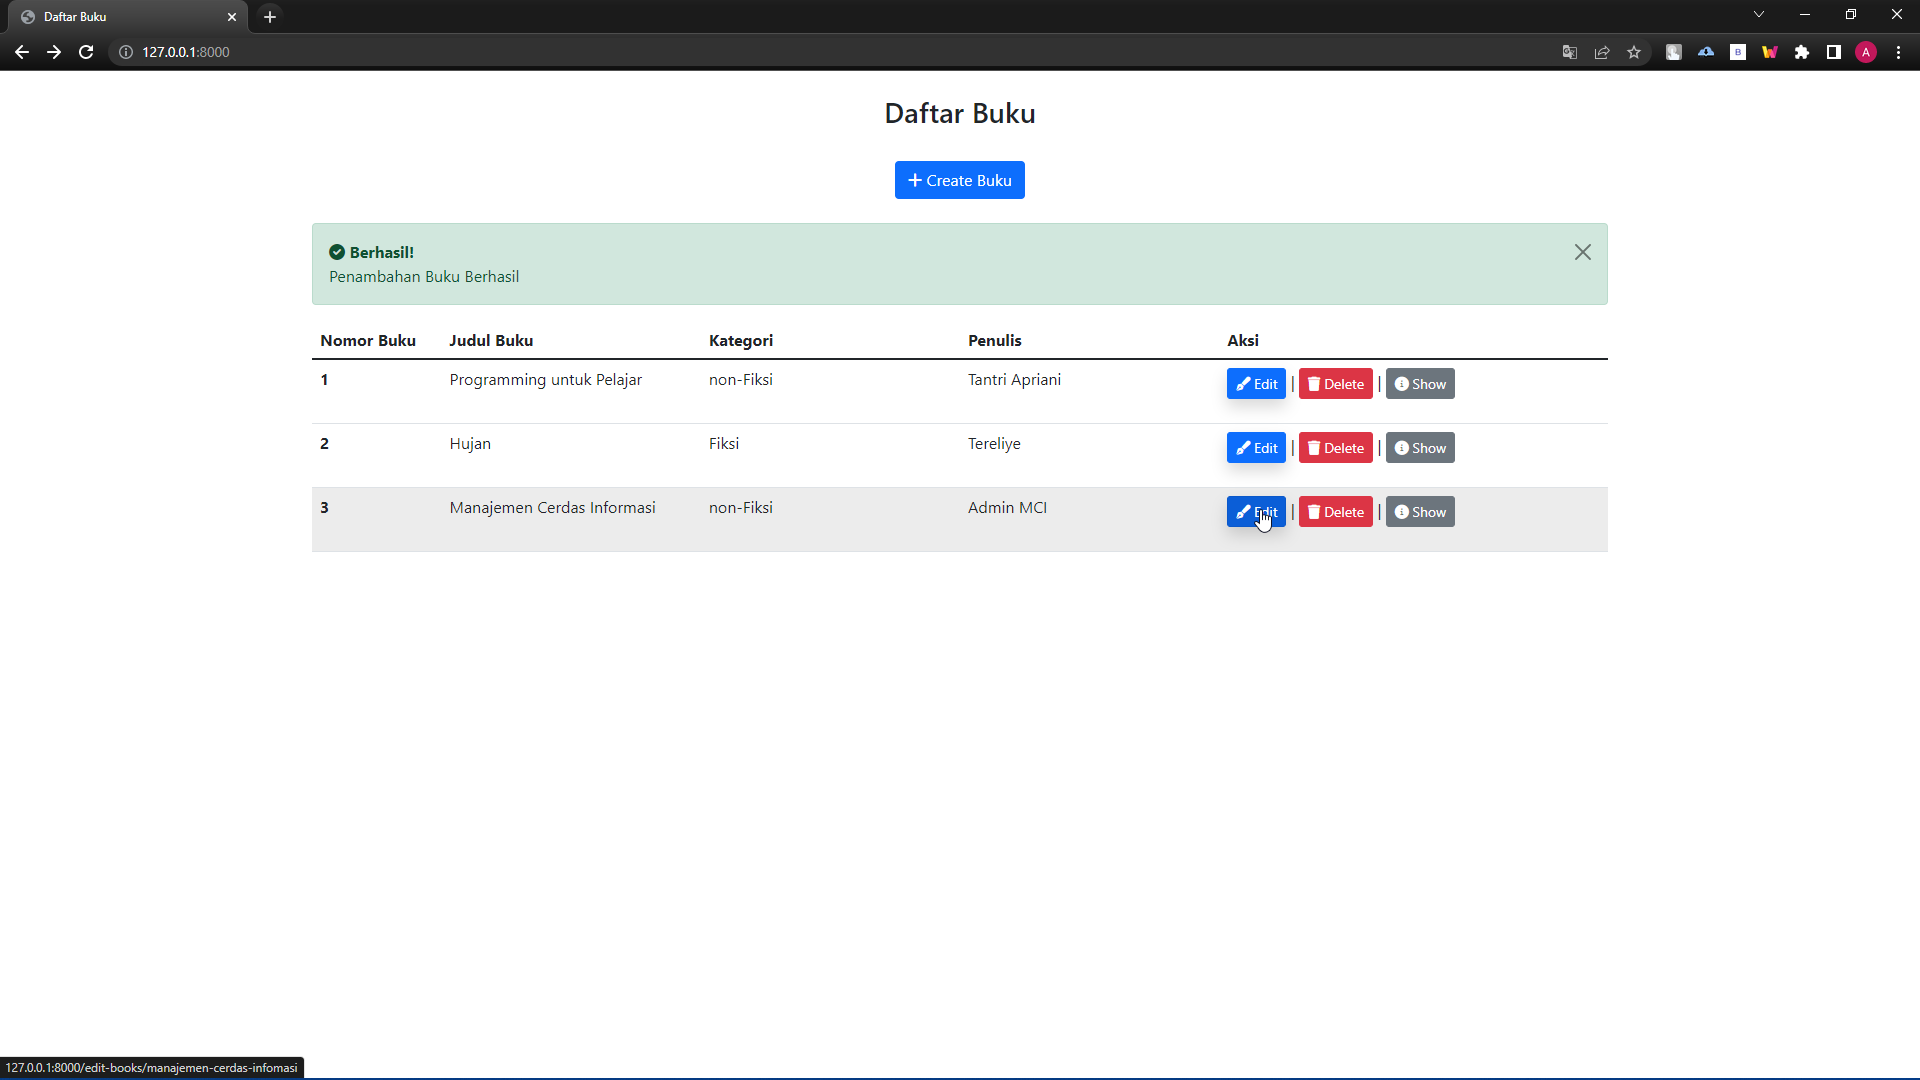 Daftar Buku
127.0.0.1:8000
B
A
Daftar Buku
+ Create Buku
Berhasil!
Penambahan Buku Berhasil
Nomor Buku Judul Buku Kategori Penulis Aksi
1 Programming untuk Pelajar non-Fiksi Tantri Apriani Edit | Delete | Show
2 Hujan Fiksi Tereliye Edit | Delete | Show
3 Manajemen Cerdas Informasi non-Fiksi Admin MCI Edit | Delete | Show
127.0.0.1:8000/edit-books/manajemen-cerdas-infomasi